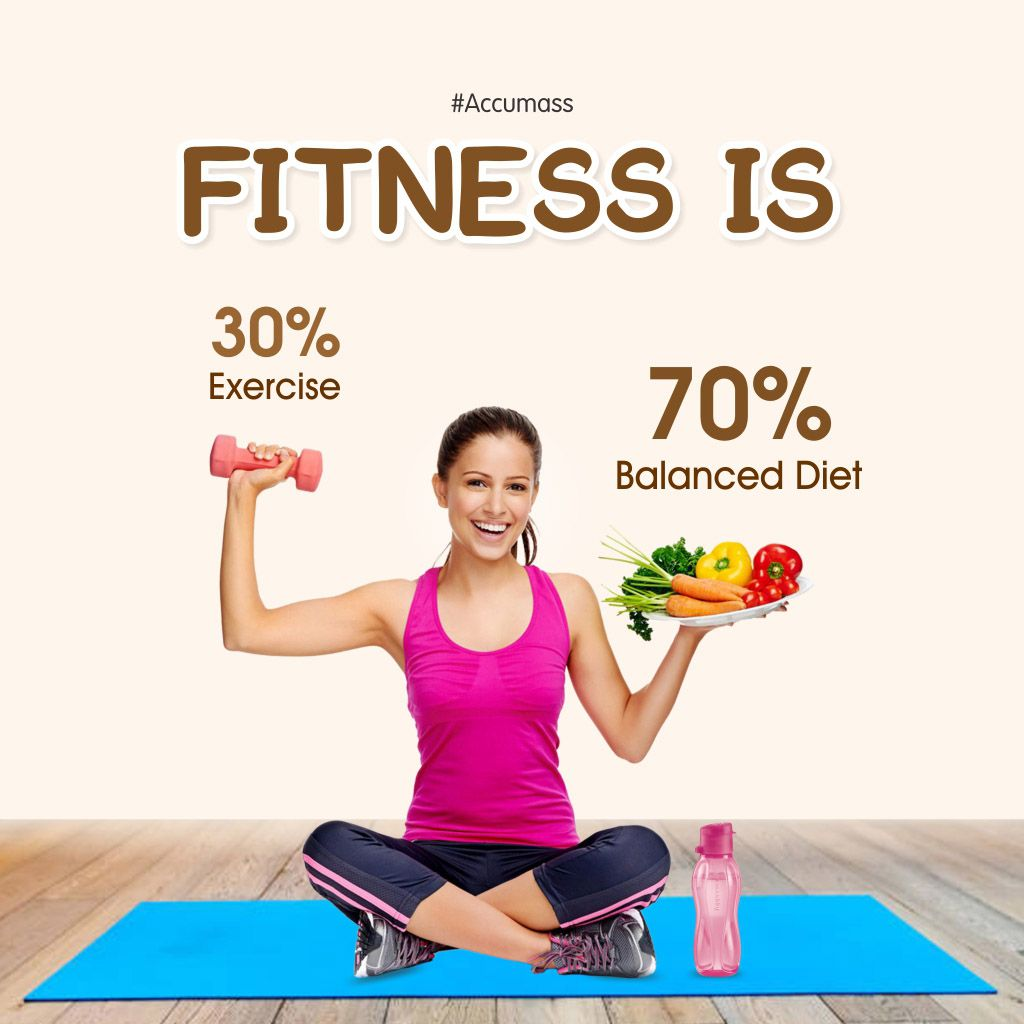 #Accumass
FITNESS IS
30%
Exercise
70%
Balanced Diet